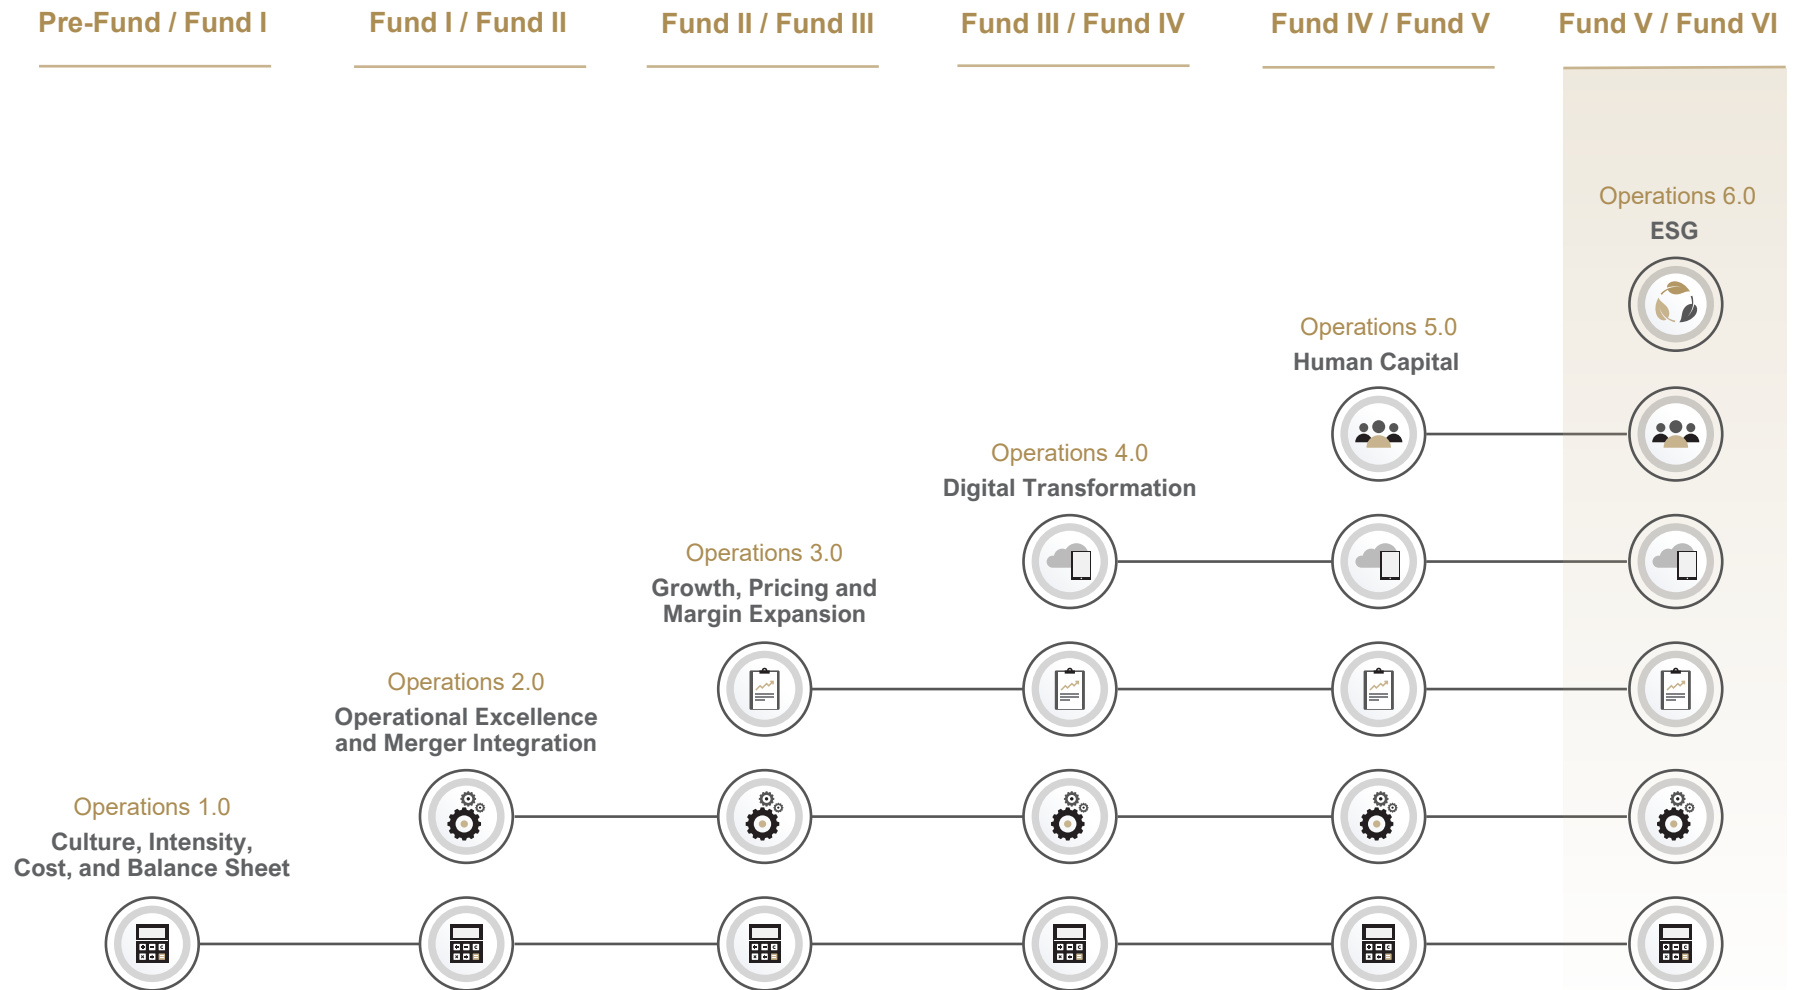 Pre-Fund / Fund I
Fund I / Fund II
Fund II / Fund III
Fund III / Fund IV
Fund IV / Fund V
Fund V / Fund VI
Operations 6.0
ESG
Operations 5.0
Human Capital
Operations 4.0
Digital Transformation
Operations 3.0
Growth, Pricing and
Margin Expansion
Operations 2.0
Operational Excellence
and Merger Integration
Operations 1.0
Culture, Intensity,
Cost, and Balance Sheet